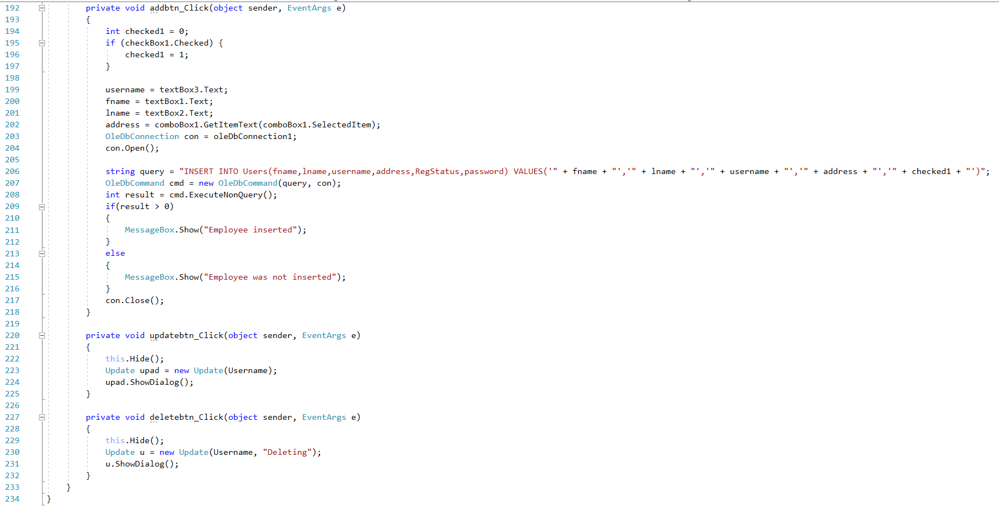 192 private void addbtn_Click(object sender, EventArgs e)
193 {
194 int checked1 = 0;
195 if (checkBox1.Checked) {
196 checked1 = 1;
197 }
198
199 username = textBox3.Text;
200 fname = textBox1.Text;
201 lname = textBox2.Text;
202 address = comboBox1.GetItemText(comboBox1.SelectedItem);
203 OleDbConnection con = oleDbConnection1;
204 con.Open();
205
206 string query = "INSERT INTO Users(fname,lname,username,address,RegStatus,password) VALUES('" + fname + "','" + lname + "','" + username + "','" + address + "','" + checked1 + "')";
207 OleDbCommand cmd = new OleDbCommand(query, con);
208 int result = cmd.ExecuteNonQuery();
209 if(result > 0)
210 {
211 MessageBox.Show("Employee inserted");
212 }
213 else
214 {
215 MessageBox.Show("Employee was not inserted");
216 }
217 con.Close();
218 }
219
220 private void updatebtn_Click(object sender, EventArgs e)
221 {
222 this.Hide();
223 Update upad = new Update(Username);
224 upad.ShowDialog();
225 }
226
227 private void deletebtn_Click(object sender, EventArgs e)
228 {
229 this.Hide();
230 Update u = new Update(Username, "Deleting");
231 u.ShowDialog();
232 }
233 }
234 }